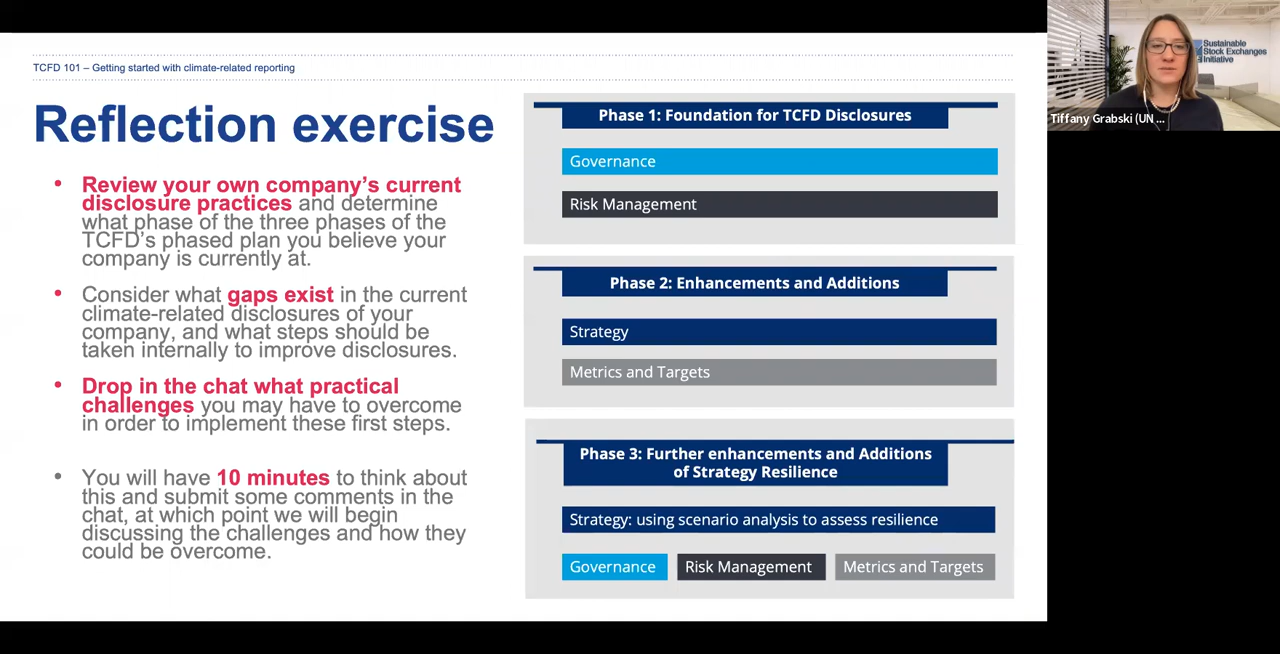 TCFD 101 – Getting started with climate-related reporting
Reflection exercise
• Review your own company’s current
disclosure practices and determine
what phase of the three phases of the
TCFD’s phased plan you believe your
company is currently at.
• Consider what gaps exist in the current
climate-related disclosures of your
company, and what steps should be
taken internally to improve disclosures.
• Drop in the chat what practical
challenges you may have to overcome
in order to implement these first steps.
• You will have 10 minutes to think about
this and submit some comments in the
chat, at which point we will begin
discussing the challenges and how they
could be overcome.
Phase 1: Foundation for TCFD Disclosures
Governance
Risk Management
Phase 2: Enhancements and Additions
Strategy
Metrics and Targets
Phase 3: Further enhancements and Additions
of Strategy Resilience
Strategy: using scenario analysis to assess resilience
Governance Risk Management Metrics and Targets
Sustainable
Stock Exchanges
Initiative
Tiffany Grabski (UN ...